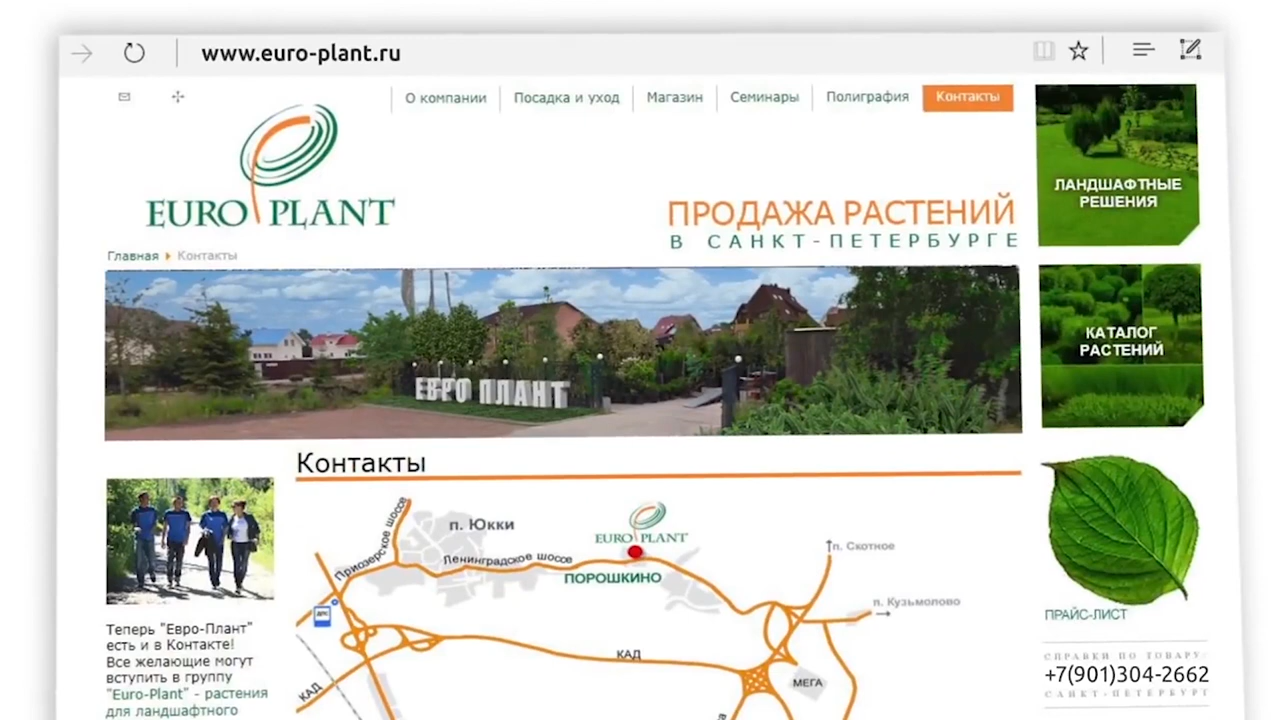 www.euro-plant.ru
О компании
Посадка и уход
Магазин
Семинары
Полиграфия
Контакты
EURO PLANT
ПРОДАЖА РАСТЕНИЙ
В САНКТ-ПЕТЕРБУРГЕ
ЛАНДШАФТНЫЕ
РЕШЕНИЯ
Главная
Контакты
ЕВРО ПЛАНТ
КАТАЛОГ
РАСТЕНИЙ
Контакты
Приозерское шоссе
п. Юкки
Ленинградское шоссе
EURO PLANT
ПОРОШКИНО
п. Скотное
п. Кузьмолово
ДПС
КАД
КАД
МЕГА
Теперь "Евро-Плант"
есть и в Контакте!
Все желающие могут
вступить в группу
"Euro-Plant" - растения
для ландшафтного
ПРАЙС-ЛИСТ
СПРАВКИ ПО ТОВАРУ:
+7(901)304-2662
САНКТ-ПЕТЕРБУРГ